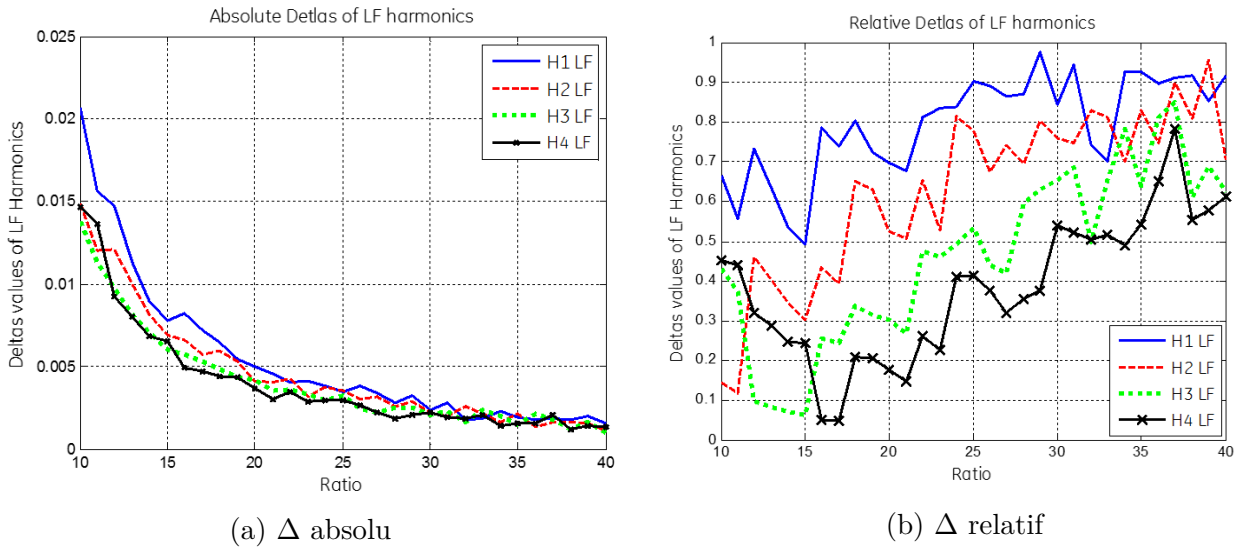 Absolute Detlas of LF harmonics
0.025
0.02
0.015
0.01
0.005
0
Deltas values of LF Harmonics
10 15 20 25 30 35 40
Ratio
H1 LF
H2 LF
H3 LF
H4 LF
(a) Δ absolu
Relative Detlas of LF harmonics
1
0.9
0.8
0.7
0.6
0.5
0.4
0.3
0.2
0.1
0
Deltas values of LF Harmonics
10 15 20 25 30 35 40
Ratio
H1 LF
H2 LF
H3 LF
H4 LF
(b) Δ relatif